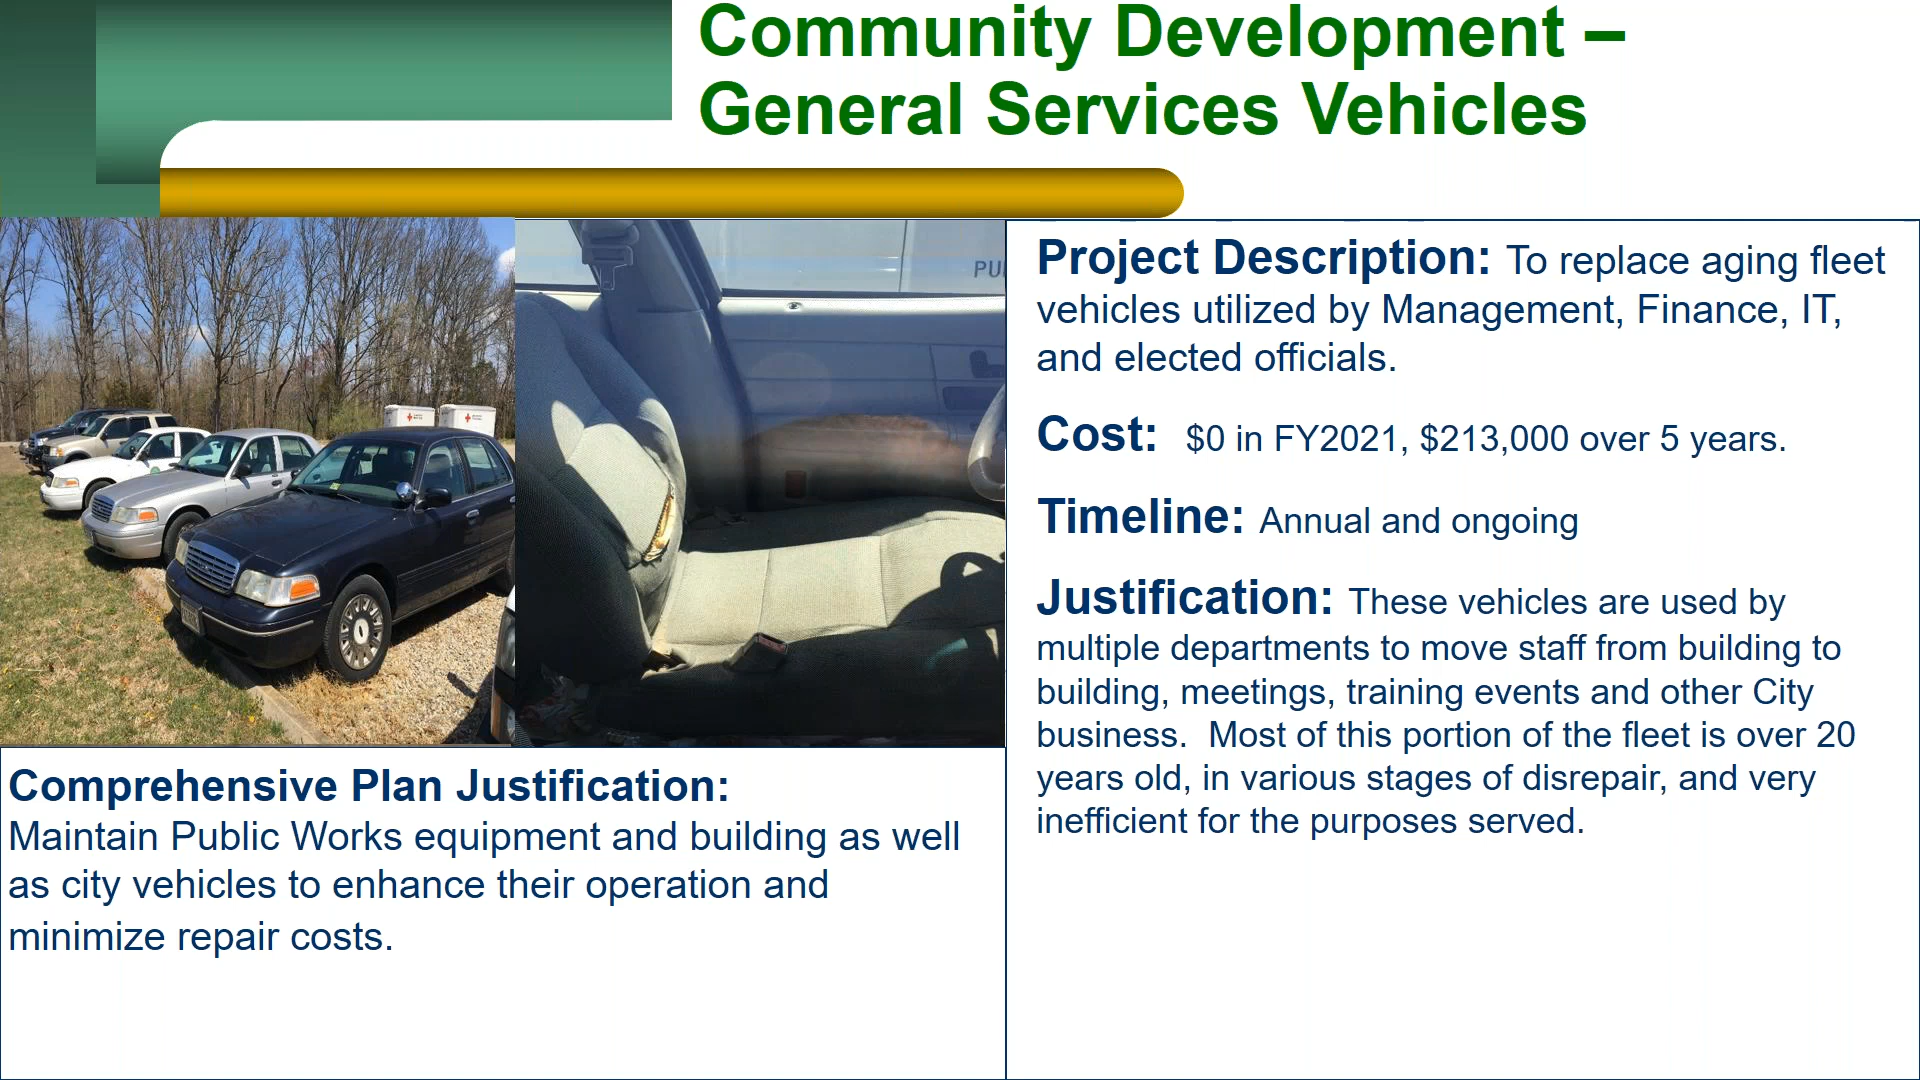 Community Development –
General Services Vehicles
PU
Project Description: To replace aging fleet
vehicles utilized by Management, Finance, IT,
and elected officials.
Cost: $0 in FY2021, $213,000 over 5 years.
Timeline: Annual and ongoing
Justification: These vehicles are used by
multiple departments to move staff from building to
building, meetings, training events and other City
business. Most of this portion of the fleet is over 20
years old, in various stages of disrepair, and very
inefficient for the purposes served.
Comprehensive Plan Justification:
Maintain Public Works equipment and building as well
as city vehicles to enhance their operation and
minimize repair costs.